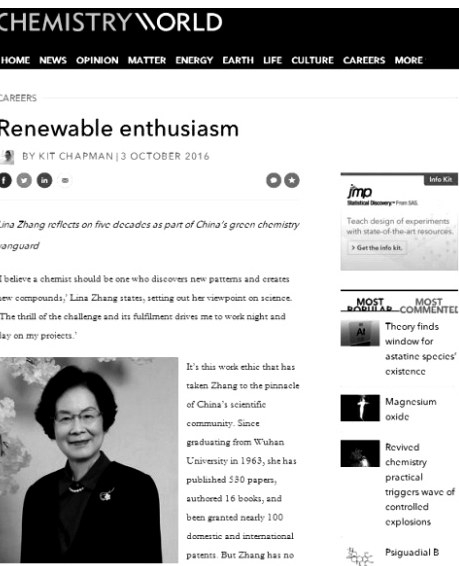 CHEMISTRY WORLD
HOME NEWS OPINION MATTER ENERGY EARTH LIFE CULTURE CAREERS MORE
CAREERS
Renewable enthusiasm
BY KIT CHAPMAN | 3 OCTOBER 2016
Lina Zhang reflects on five decades as part of China's green chemistry
vanguard
'I believe a chemist should be one who discovers new patterns and creates
new compounds,' Lina Zhang states, setting out her viewpoint on science.
'The thrill of the challenge and its fulfilment drives me to work night and
day on my projects.'
It's this work ethic that has
taken Zhang to the pinnacle
of China's scientific
community. Since
graduating from Wuhan
University in 1963, she has
published 530 papers,
authored 16 books, and
been granted nearly 100
domestic and international
patents. But Zhang has no
Info Kit
jmp
Statistical Discovery From SAS.
Teach design of experiments
with state-of-the-art resources.
> Get the info kit.
MOST POPULAR
MOST COMMENTED
At
Theory finds
window for
astatine species'
existence
Magnesium
oxide
Revived
chemistry
practical
triggers wave of
controlled
explosions
Psiguadial B